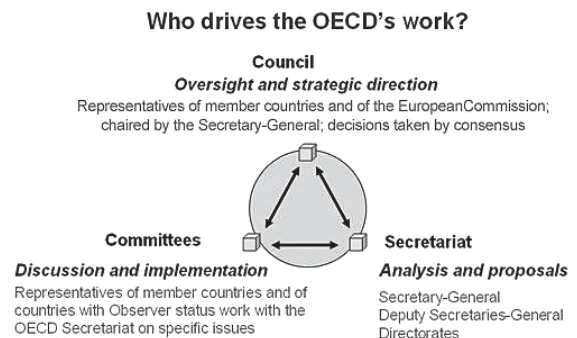 Who drives the OECD's work?
Council
Oversight and strategic direction
Representatives of member countries and of the EuropeanCommission;
chaired by the Secretary-General; decisions taken by consensus
Committees
Discussion and implementation
Representatives of member countries and of
countries with Observer status work with the
OECD Secretariat on specific issues
Secretariat
Analysis and proposals
Secretary-General
Deputy Secretaries-General
Directorates